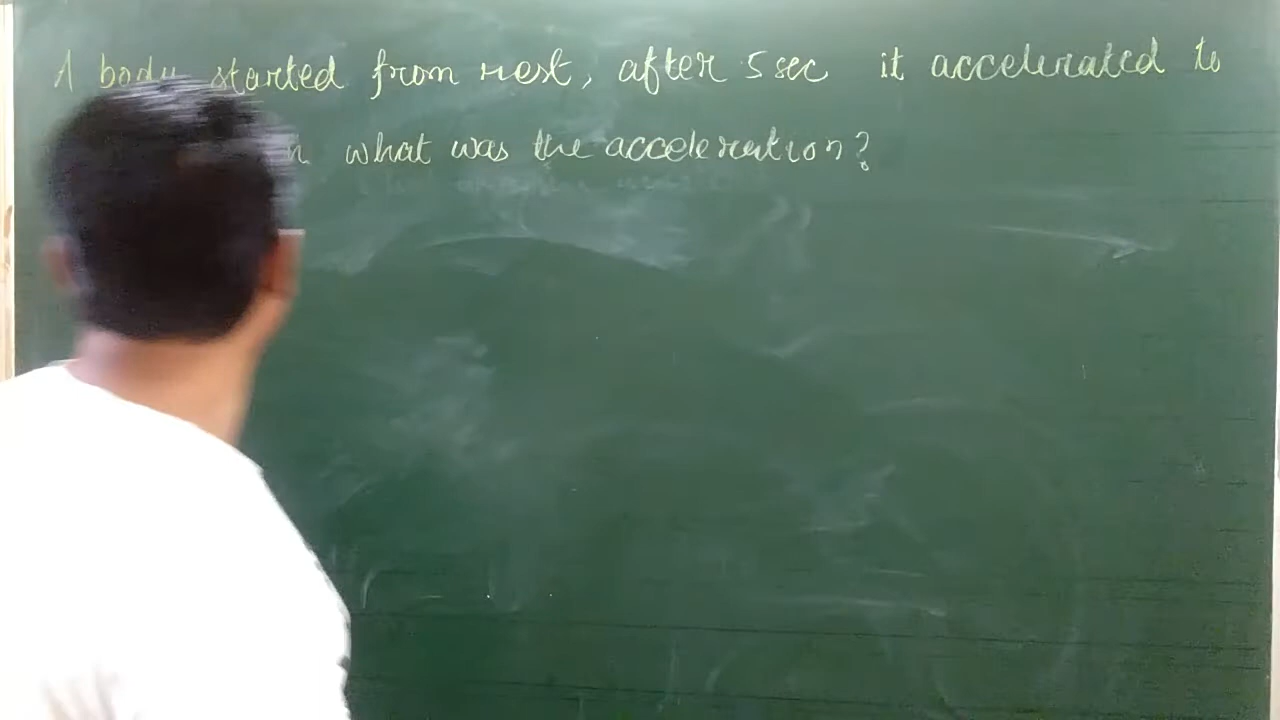 A body started from rest, after 5 sec it accelerated to
what was the acceleration?